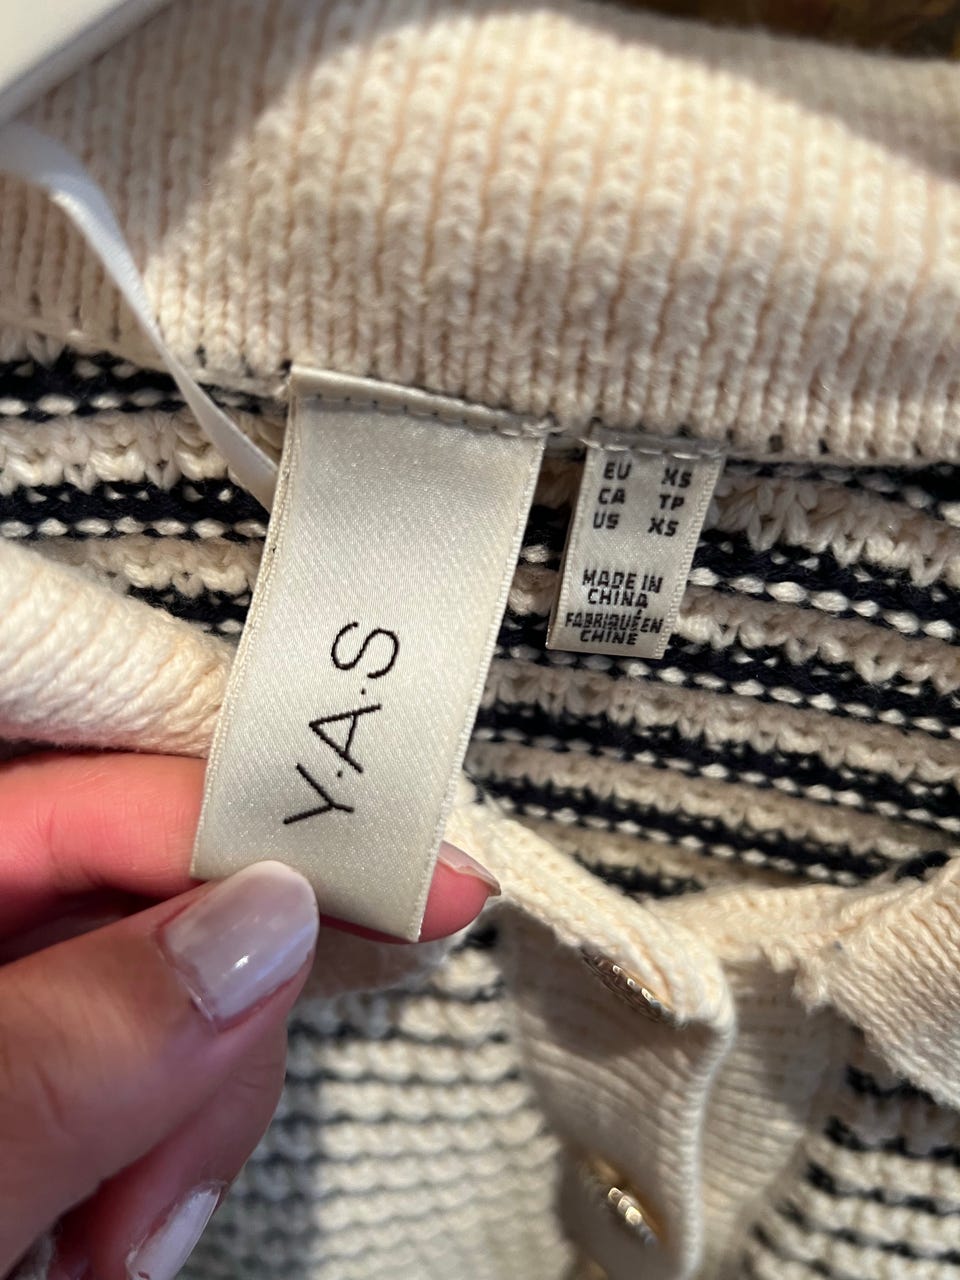 Y.A.S
EU XS
CA TP
US XS
MADE IN
CHINA
FABRIQUÉ EN
CHINE